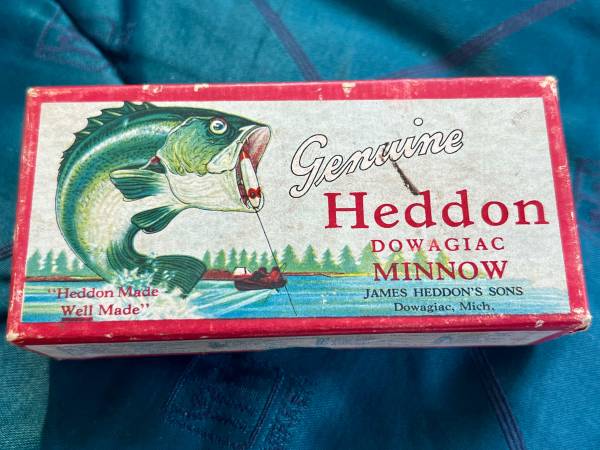 Genuine
Heddon
DOWAGIAC
MINNOW
JAMES HEDDON'S SONS
Dowagiac, Mich.
"Heddon Made
Well Made"